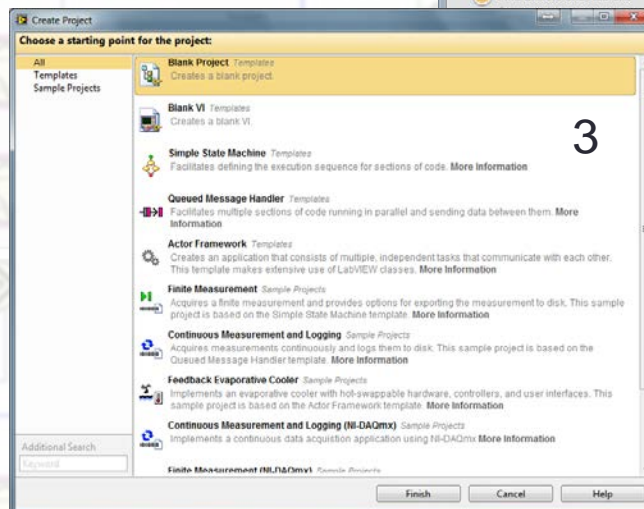 Create Project
Choose a starting point for the project:
All
Templates
Sample Projects
Blank Project Templates
Creates a blank project.
Blank VI Templates
Creates a blank VI.
3
Simple State Machine Templates
Facilitates defining the execution sequence for sections of code. More Information
Queued Message Handler Templates
Facilitates multiple sections of code running in parallel and sending data between them. More
Information
Actor Framework Templates
Creates an application that consists of multiple, independent tasks that communicate with each other.
This template makes extensive use of LabVIEW classes. More Information
Finite Measurement Sample Projects
Acquires a finite measurement and provides options for exporting the measurement to disk. This sample
project is based on the Simple State Machine template. More Information
Continuous Measurement and Logging Sample Projects
Acquires measurements continuously and logs them to disk. This sample project is based on the
Queued Message Handler template. More Information
Feedback Evaporative Cooler Sample Projects
Implements an evaporative cooler with hot-swappable hardware, controllers, and user interfaces. This
sample project is based on the Actor Framework template. More Information
Continuous Measurement and Logging (NI-DAQmx) Sample Projects
Implements a continuous data acquistion application using NI-DAQmx More Information
Finite Measurement (NI-DAQmx) Sample Projects
Additional Search
Keyword
Finish
Cancel
Help